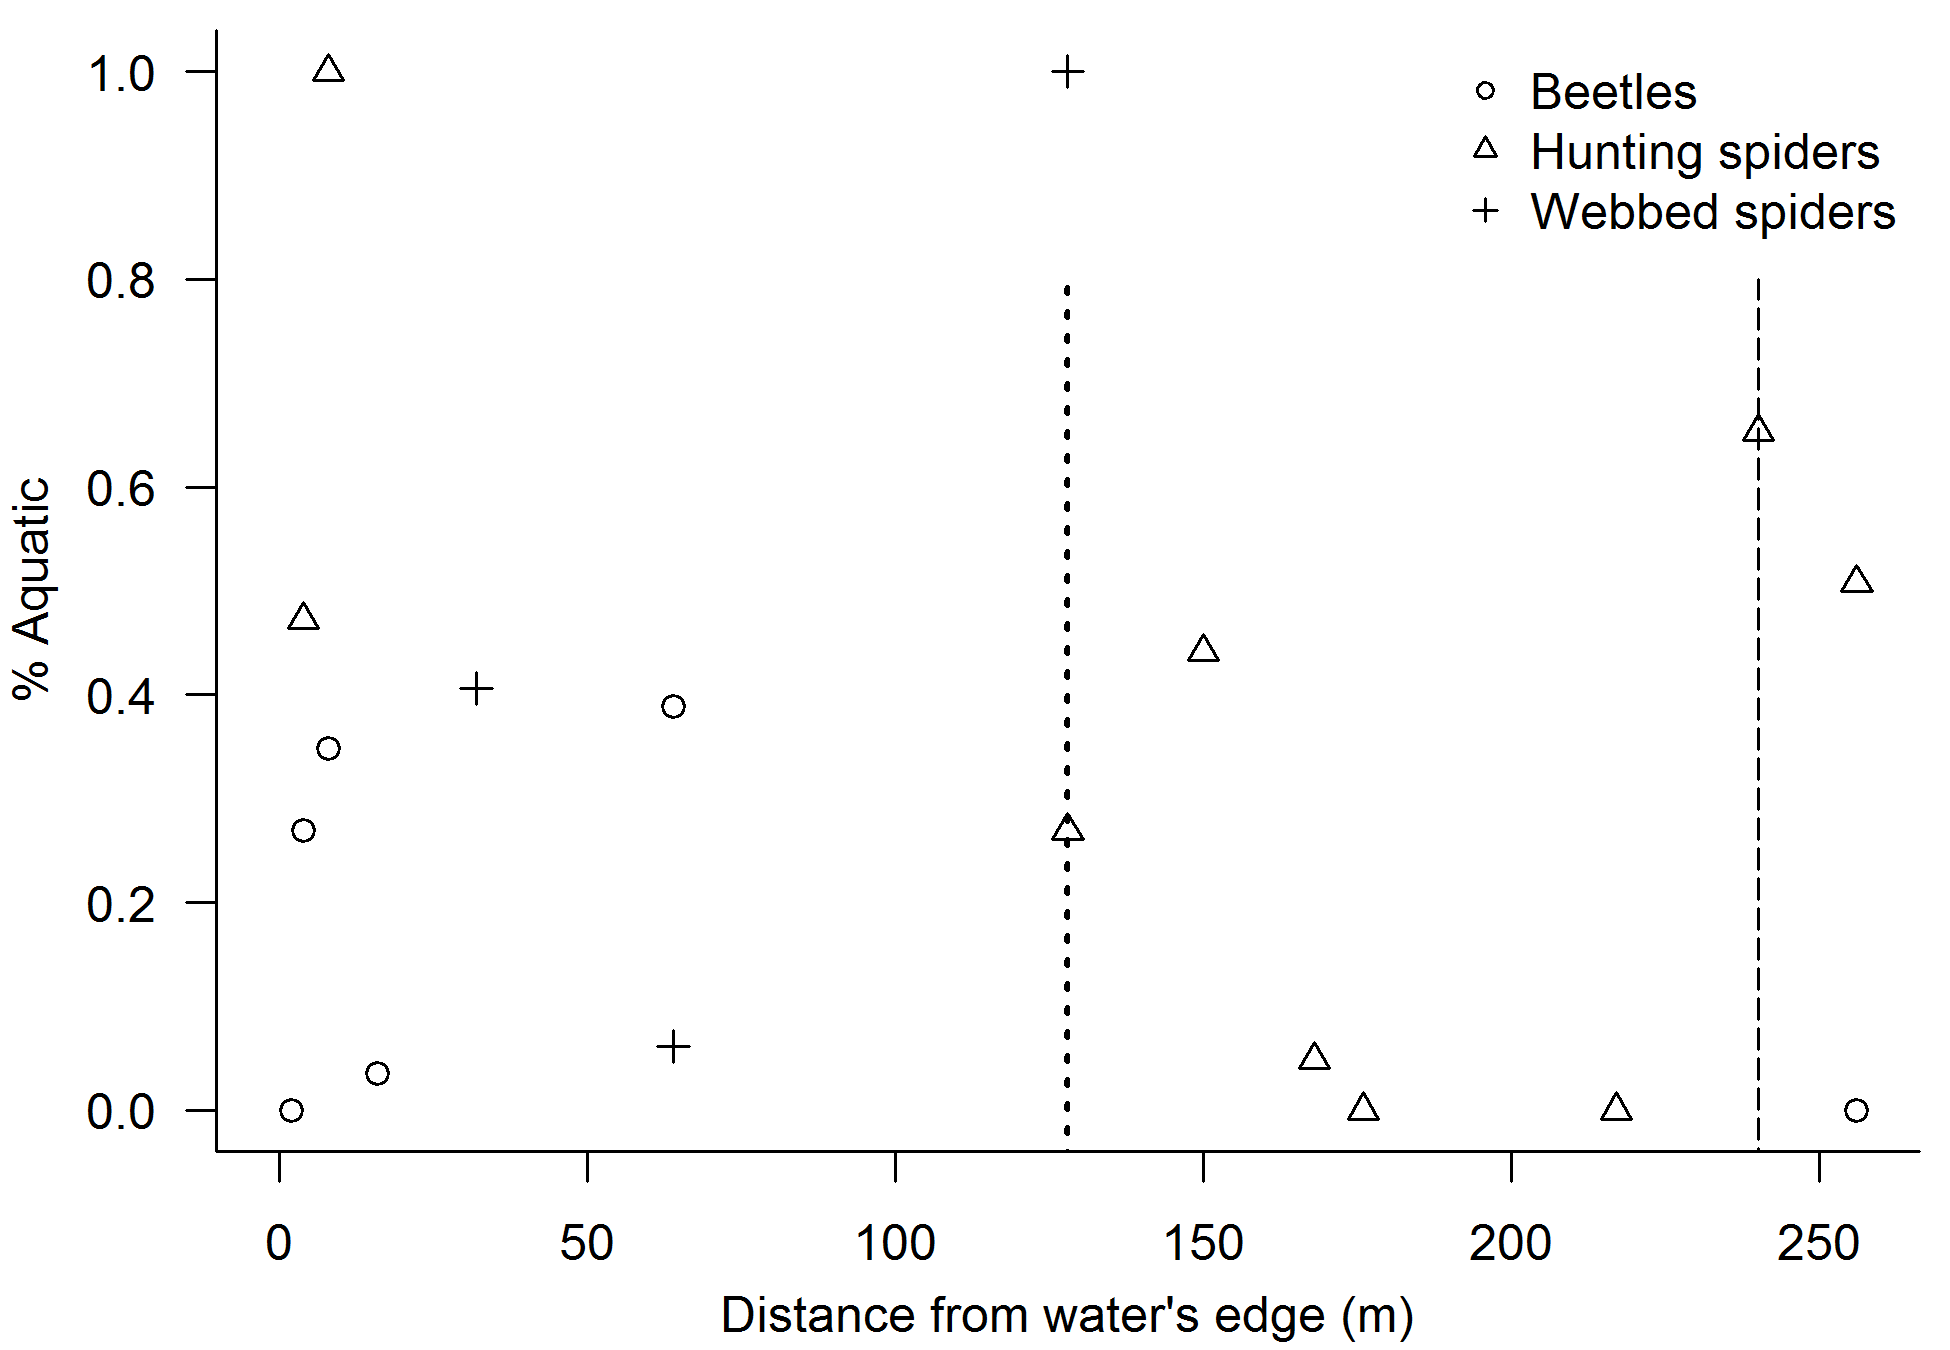 1.0
0.8
0.6
0.4
0.2
0.0
% Aquatic
Beetles
Hunting spiders
Webbed spiders
0 50 100 150 200 250
Distance from water's edge (m)